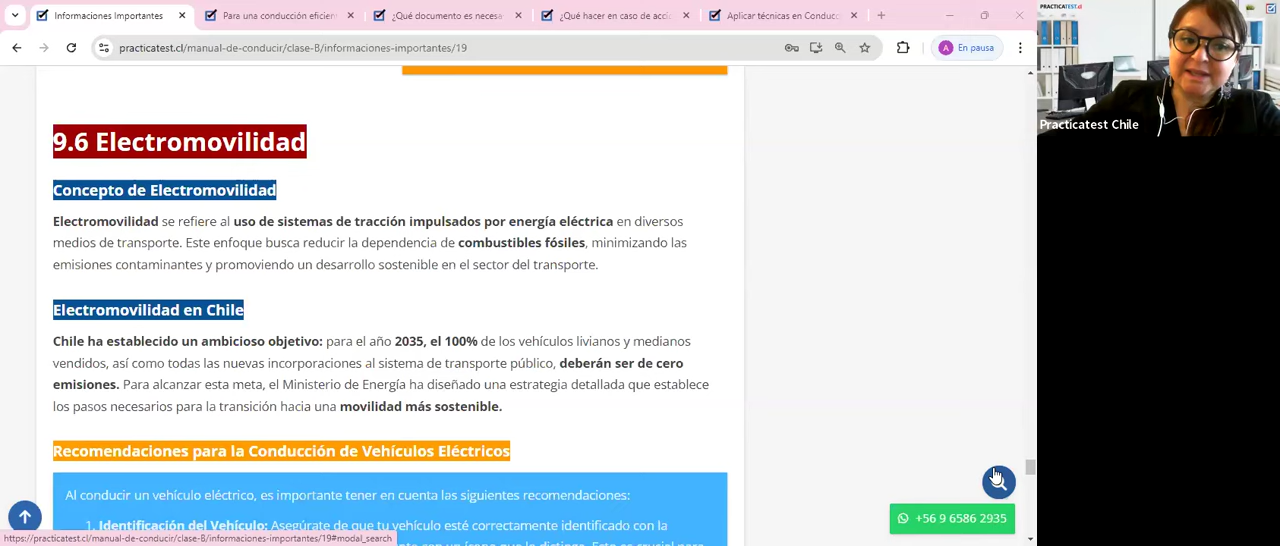 Informaciones Importantes
Para una conducción eficien
¿Qué documento es necesa
¿Qué hacer en caso de acci
Aplicar técnicas en Conducc
practicatest.cl/manual-de-conducir/clase-B/informaciones-importantes/19
A En pausa
PRACTICATEST.cl
Practicatest Chile
9.6 Electromovilidad
Concepto de Electromovilidad
Electromovilidad se refiere al uso de sistemas de tracción impulsados por energía eléctrica en diversos
medios de transporte. Este enfoque busca reducir la dependencia de combustibles fósiles, minimizando las
emisiones contaminantes y promoviendo un desarrollo sostenible en el sector del transporte.
Electromovilidad en Chile
Chile ha establecido un ambicioso objetivo: para el año 2035, el 100% de los vehículos livianos y medianos
vendidos, así como todas las nuevas incorporaciones al sistema de transporte público, deberán ser de cero
emisiones. Para alcanzar esta meta, el Ministerio de Energía ha diseñado una estrategia detallada que establece
los pasos necesarios para la transición hacia una movilidad más sostenible.
Recomendaciones para la Conducción de Vehículos Eléctricos
Al conducir un vehículo eléctrico, es importante tener en cuenta las siguientes recomendaciones:
1. Identificación del Vehículo: Asegúrate de que tu vehículo esté correctamente identificado con la
+56 9 6586 2935
https://practicatest.cl/manual-de-conducir/clase-B/informaciones-importantes/19#modal_search